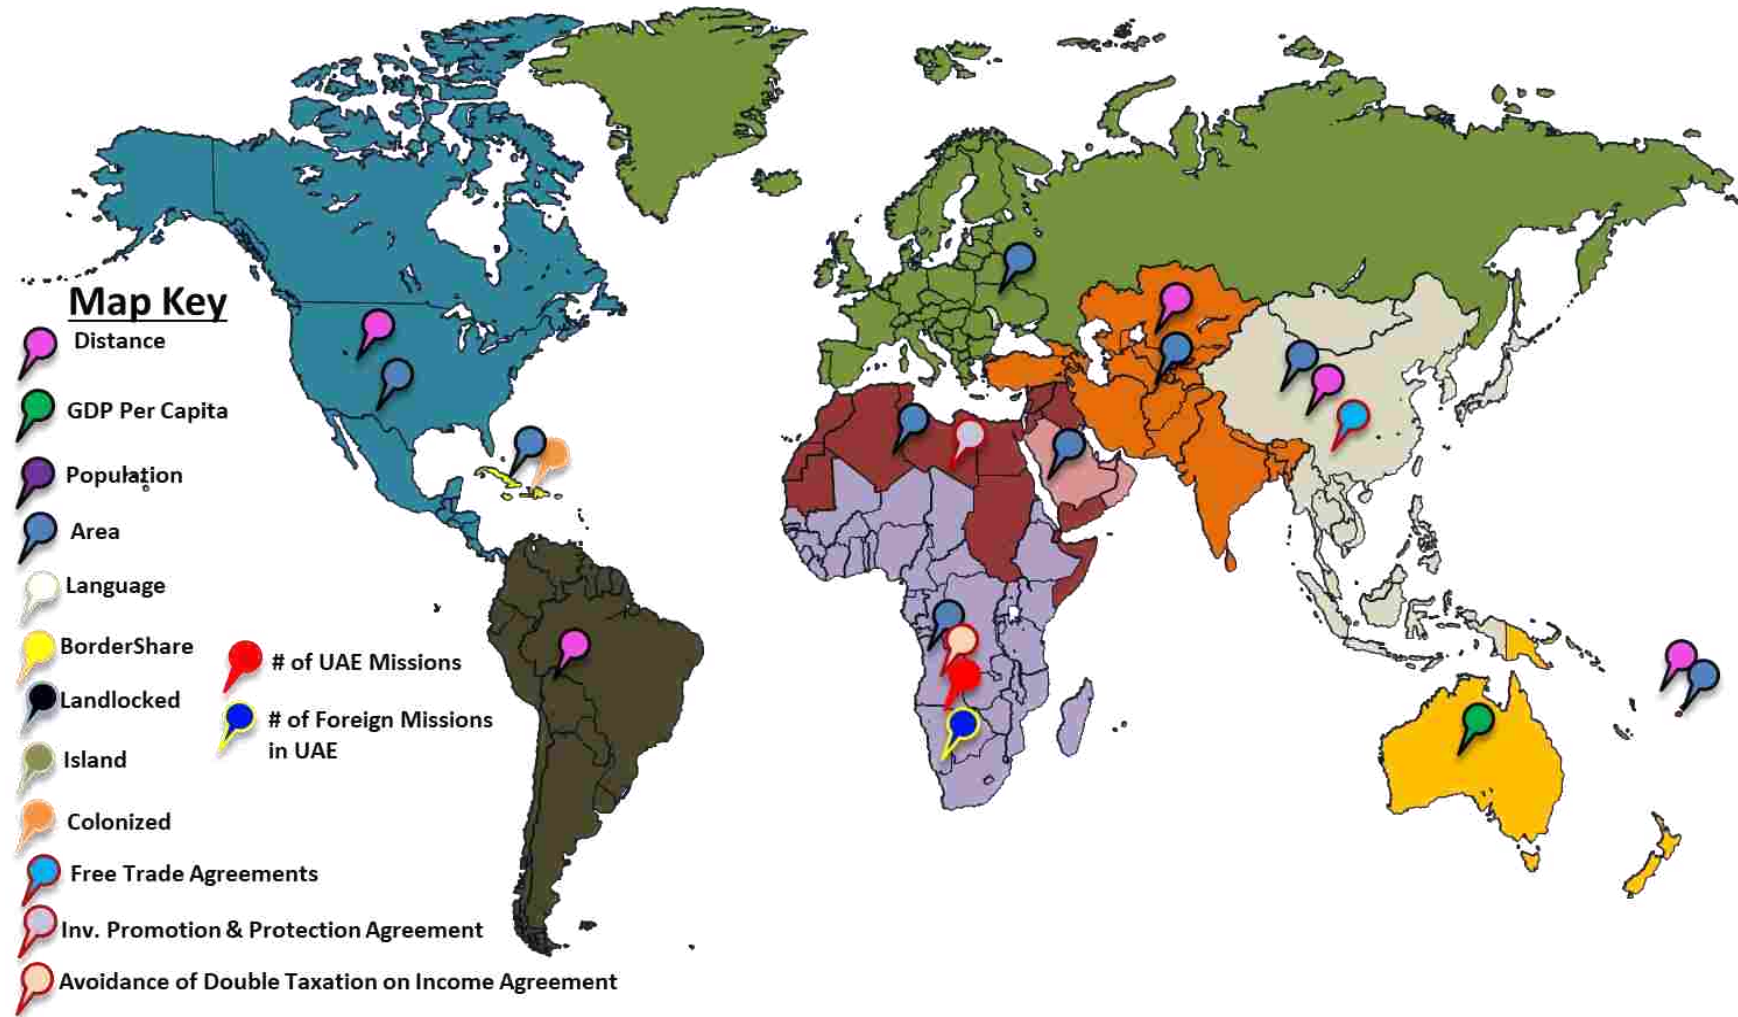 Map Key
Distance
GDP Per Capita
Population
Area
Language
BorderShare
Landlocked
Island
Colonized
Free Trade Agreements
Inv. Promotion & Protection Agreement
Avoidance of Double Taxation on Income Agreement
# of UAE Missions
# of Foreign Missions
in UAE